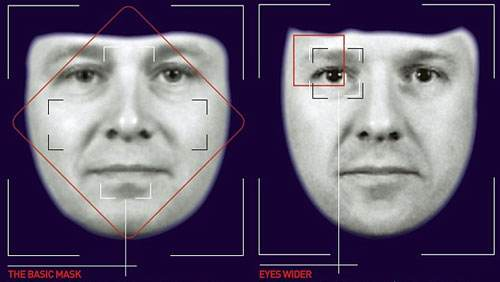 THE BASIC MASK
EYES WIDER